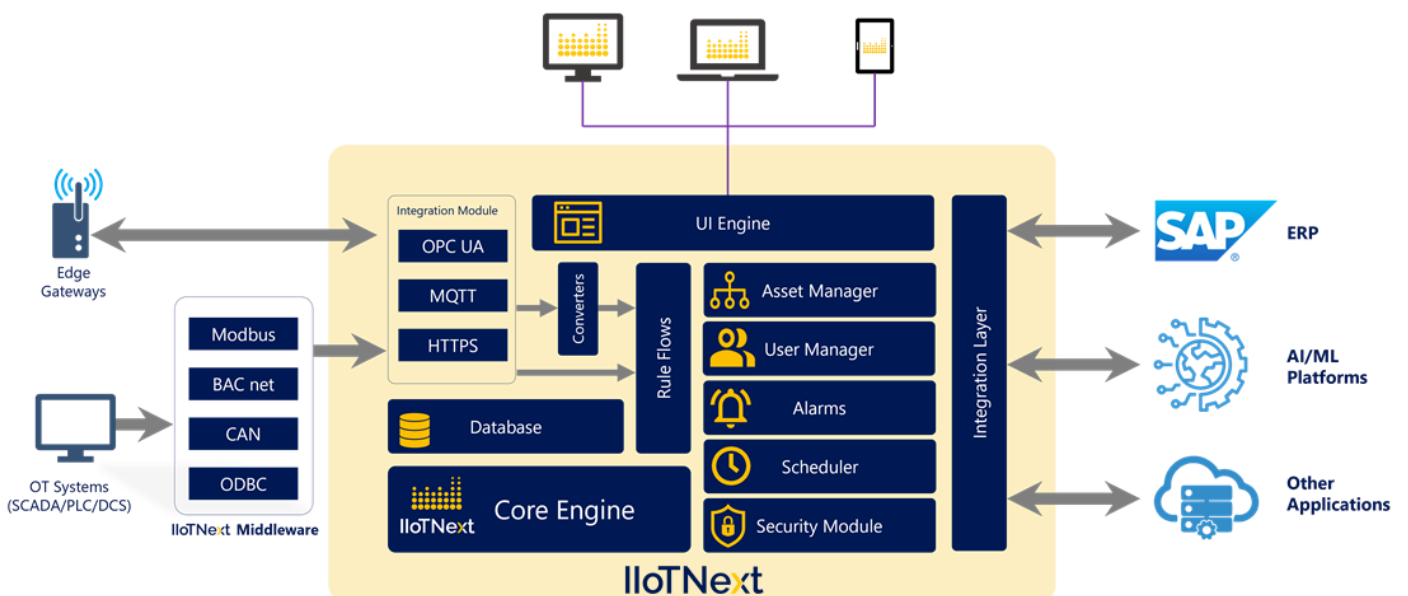 Integration Module
OPC UA
MQTT
HTTPS
UI Engine
Converters
Rule Flows
Asset Manager
User Manager
Alarms
Scheduler
Security Module
Integration Layer
Database
IIoTNext
Core Engine
IIoTNext
Edge
Gateways
Modbus
BAC net
CAN
ODBC
IIoTNext Middleware
OT Systems
(SCADA/PLC/DCS)
SAP
®
ERP
AI/ML
Platforms
Other
Applications